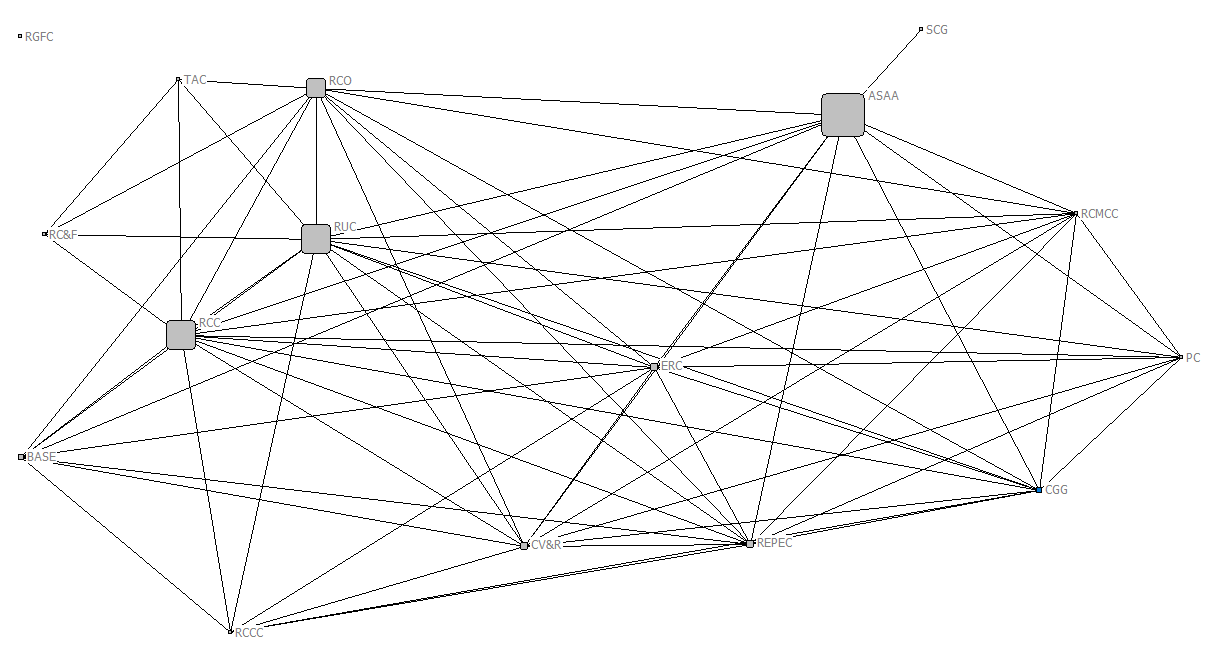 SCG
RGFC
TAC
RCO
ASAA
RCMCC
RUC
RC&F
RCC
PC
ERC
BASE
CGG
CV&R
REPEC
RCCC